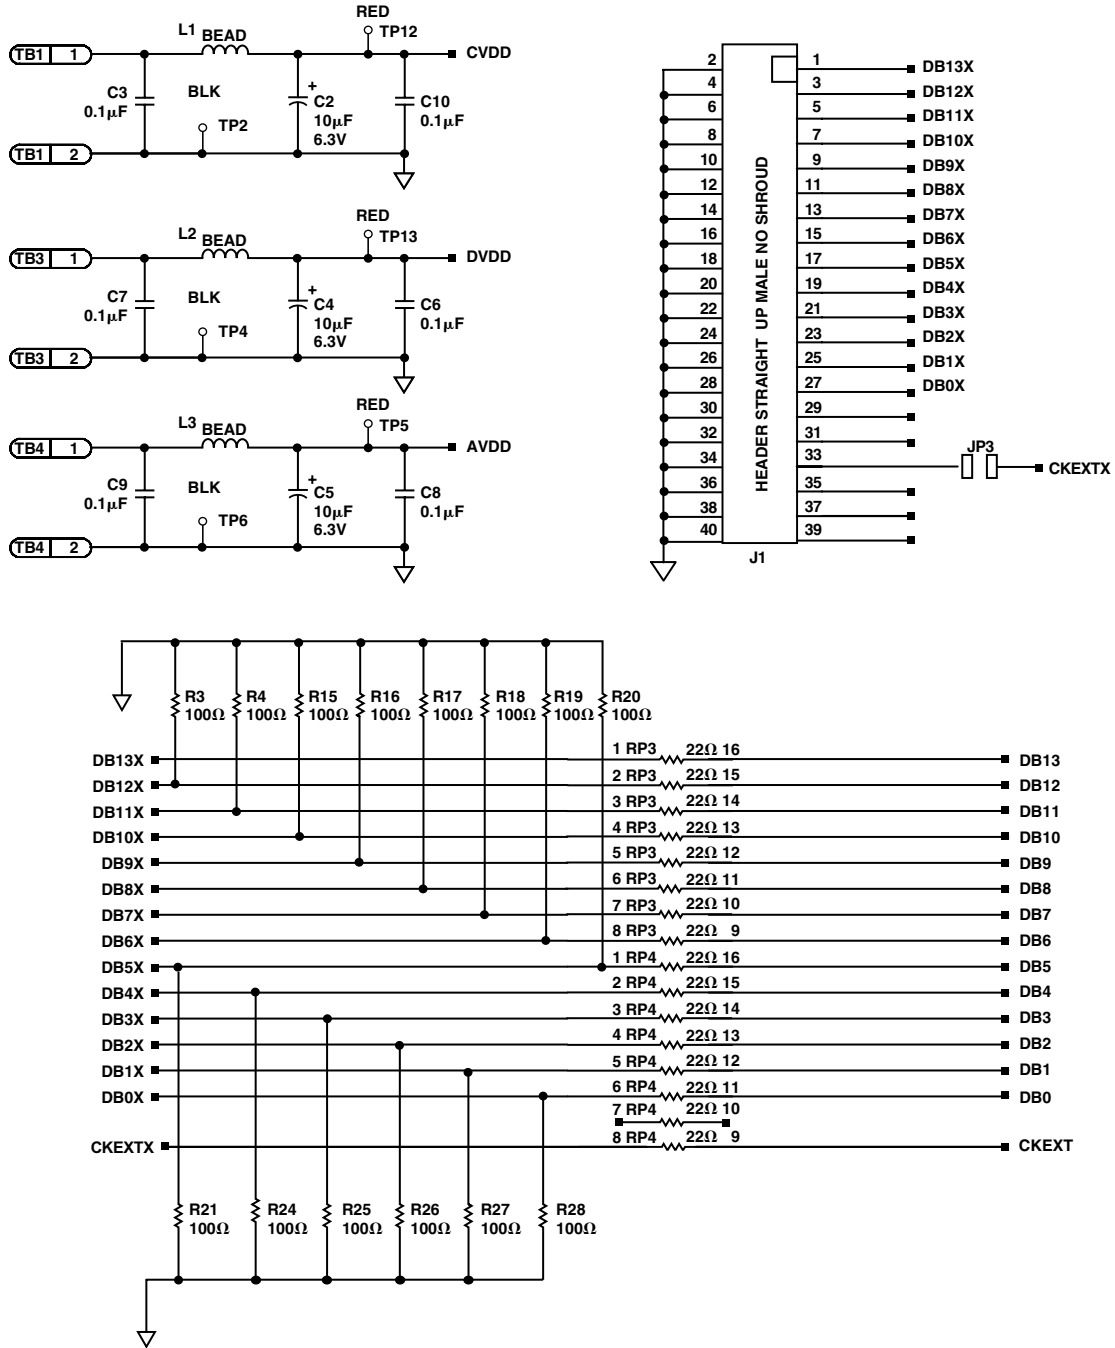 RED
L1 BEAD TP12
TB1 1 CVDD
C3 0.1µF
BLK
TP2
+ C2 10µF 6.3V
C10 0.1µF
TB1 2
RED
L2 BEAD TP13
TB3 1 DVDD
C7 0.1µF
BLK
TP4
+ C4 10µF 6.3V
C6 0.1µF
TB3 2
RED
L3 BEAD TP5
TB4 1 AVDD
C9 0.1µF
BLK
TP6
+ C5 10µF 6.3V
C8 0.1µF
TB4 2
2 1 DB13X
4 3 DB12X
6 5 DB11X
8 7 DB10X
10 9 DB9X
12 11 DB8X
14 13 DB7X
16 15 DB6X
18 17 DB5X
20 19 DB4X
22 21 DB3X
24 23 DB2X
26 25 DB1X
28 27 DB0X
30 29
32 31
34 33 JP3 CKEXTX
36 35
38 37
40 39
HEADER STRAIGHT UP MALE NO SHROUD
J1
R3 R4 R15 R16 R17 R18 R19 R20
100Ω 100Ω 100Ω 100Ω 100Ω 100Ω 100Ω 100Ω
DB13X 1 RP3 22Ω 16 DB13
DB12X 2 RP3 22Ω 15 DB12
DB11X 3 RP3 22Ω 14 DB11
DB10X 4 RP3 22Ω 13 DB10
DB9X 5 RP3 22Ω 12 DB9
DB8X 6 RP3 22Ω 11 DB8
DB7X 7 RP3 22Ω 10 DB7
DB6X 8 RP3 22Ω 9 DB6
DB5X 1 RP4 22Ω 16 DB5
DB4X 2 RP4 22Ω 15 DB4
DB3X 3 RP4 22Ω 14 DB3
DB2X 4 RP4 22Ω 13 DB2
DB1X 5 RP4 22Ω 12 DB1
DB0X 6 RP4 22Ω 11 DB0
7 RP4 22Ω 10
CKEXTX 8 RP4 22Ω 9 CKEXT
R21 R24 R25 R26 R27 R28
100Ω 100Ω 100Ω 100Ω 100Ω 100Ω